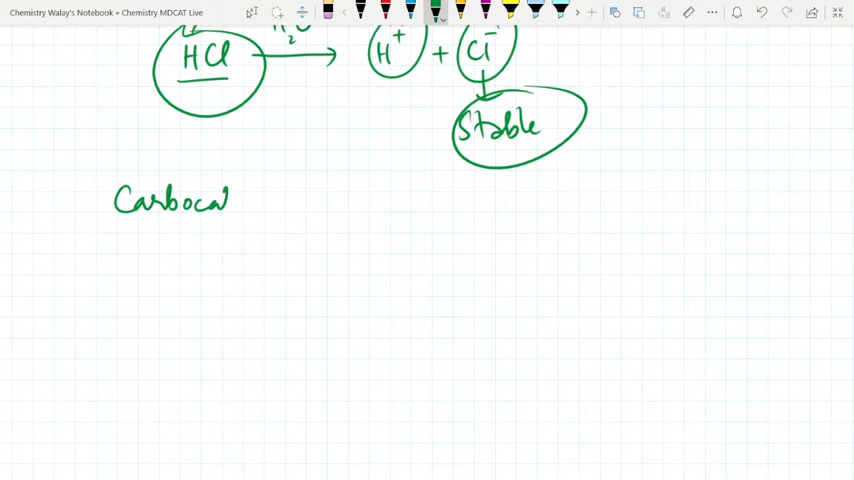 Chemistry Walay's Notebook » Chemistry MDCAT Live
HCl → H⁺ + Cl⁻
Stable
Carbocat